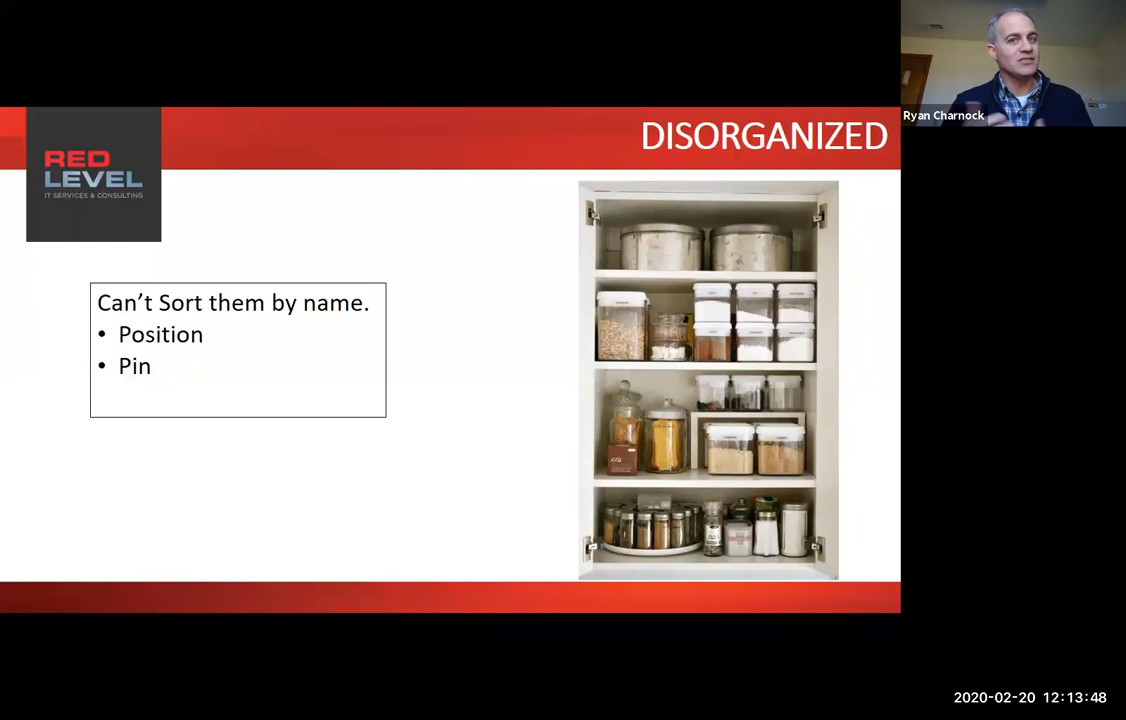 DISORGANIZED
Ryan Charnock
RED
LEVEL
IT SERVICES & CONSULTING
Can’t Sort them by name.
• Position
• Pin
2020-02-20 12:13:48